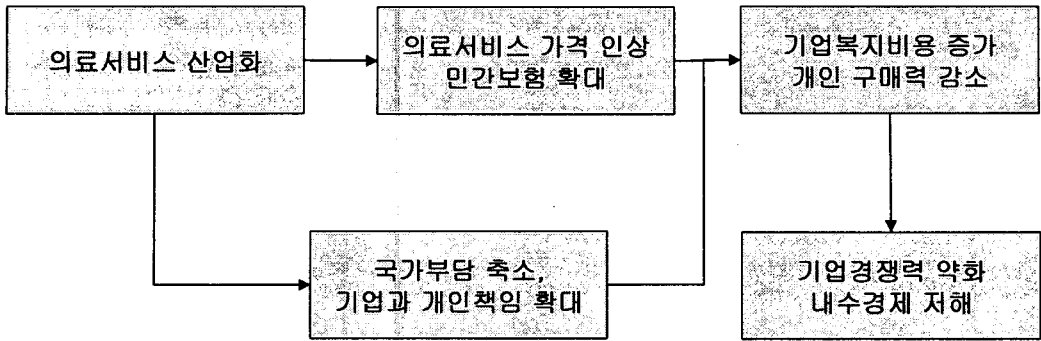 의료서비스 산업화
의료서비스 가격 인상
민간보험 확대
기업복지비용 증가
개인 구매력 감소
국가부담 축소,
기업과 개인책임 확대
기업경쟁력 약화
내수경제 저해